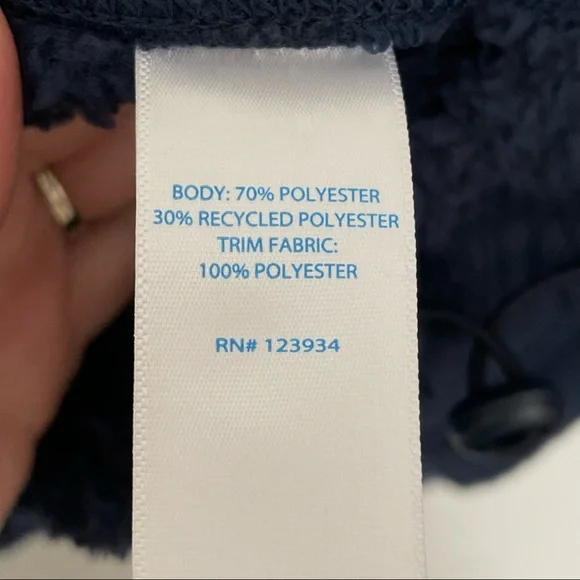 BODY: 70% POLYESTER
30% RECYCLED POLYESTER
TRIM FABRIC:
100% POLYESTER
RN# 123934